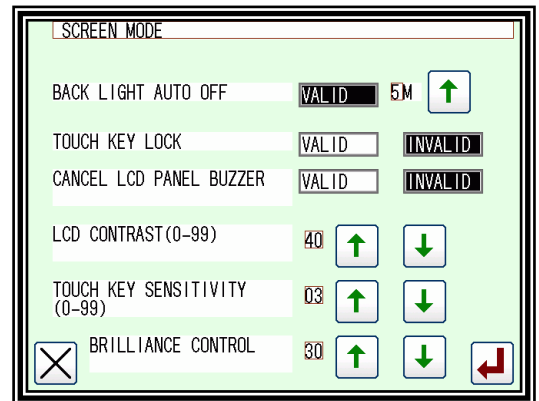 SCREEN MODE
BACK LIGHT AUTO OFF VALID 5M
TOUCH KEY LOCK VALID INVALID
CANCEL LCD PANEL BUZZER VALID INVALID
LCD CONTRAST(0-99) 40
TOUCH KEY SENSITIVITY 03
(0-99)
BRILLIANCE CONTROL 30